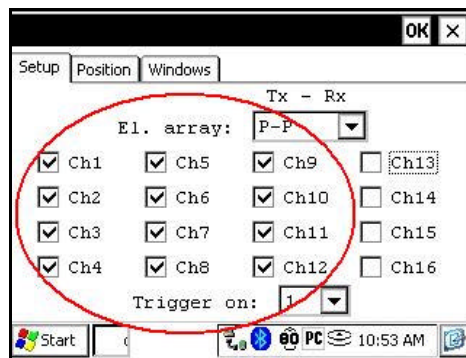 OK ×
Setup Position Windows
Tx - Rx
El. array: P-P
Ch1 Ch5 Ch9 Ch13
Ch2 Ch6 Ch10 Ch14
Ch3 Ch7 Ch11 Ch15
Ch4 Ch8 Ch12 Ch16
Trigger on: 1
Start PC 10:53 AM